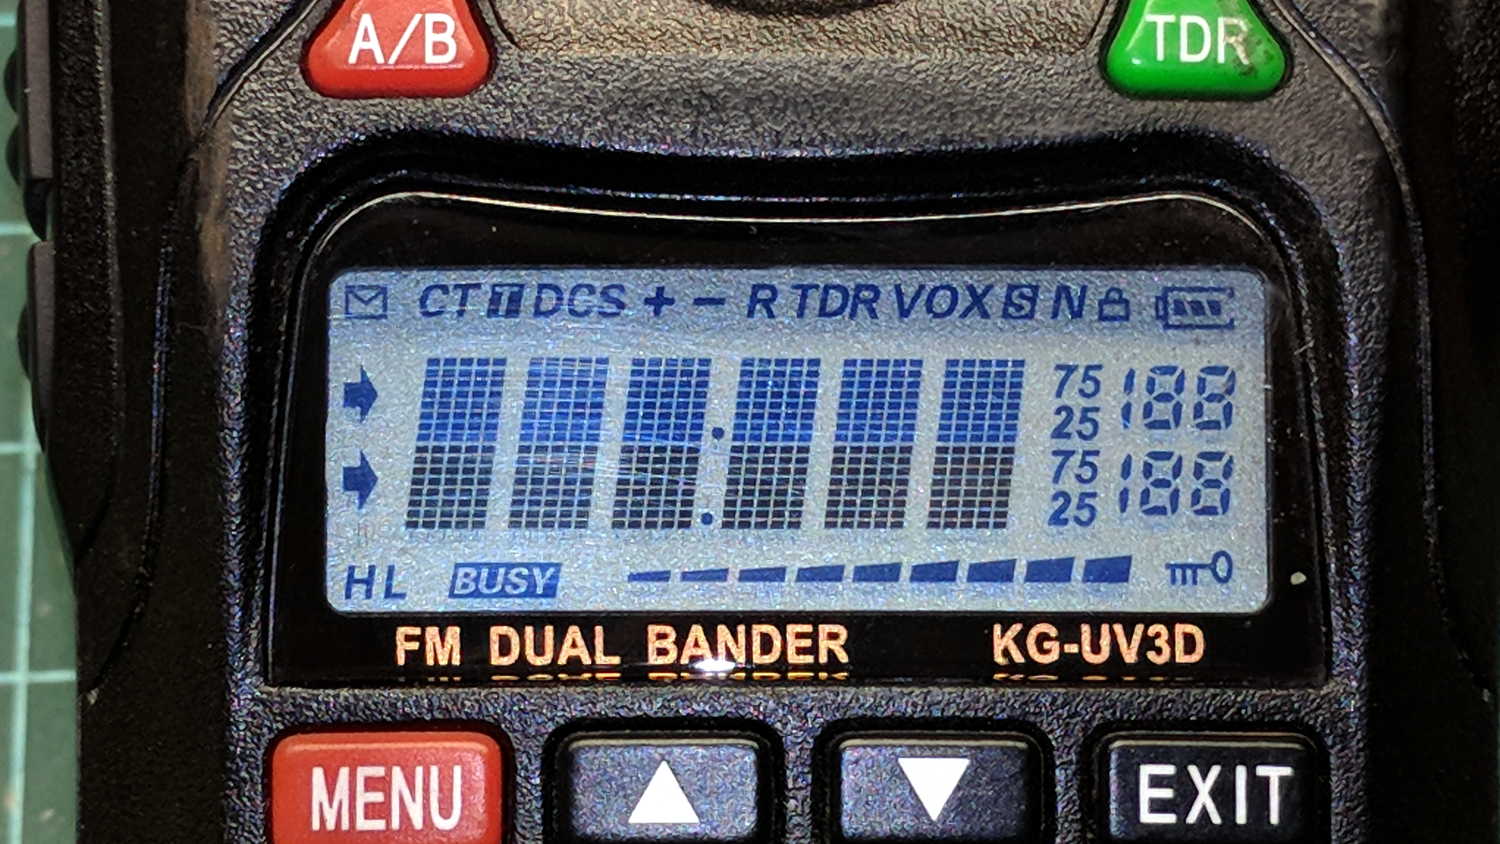 A/B TDR
CT T DCS + - R TDR VOX S N
75 188
25
75 188
25
H L BUSY
FM DUAL BANDER KG-UV3D
MENU ▲ ▼ EXIT